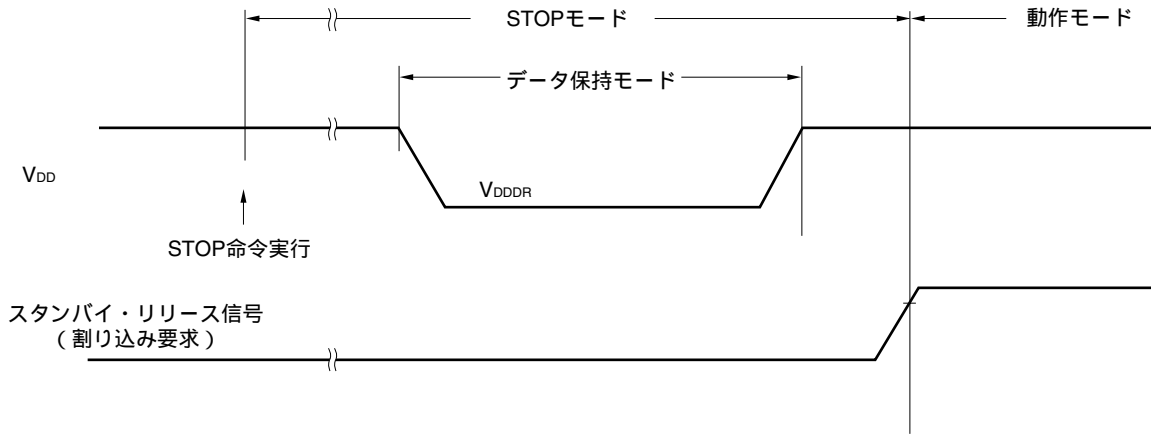 STOPモード
動作モード
データ保持モード
VDD
VDDDR
STOP命令実行
スタンバイ・リリース信号
（割り込み要求）